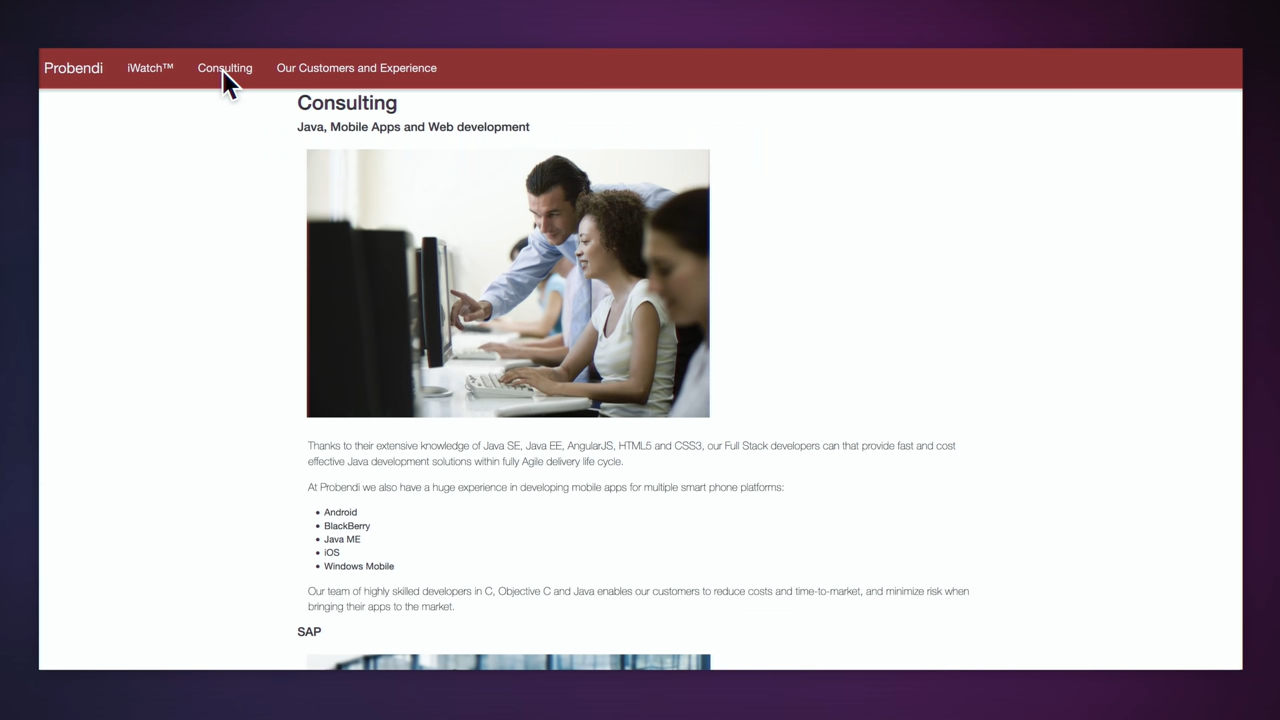 Probendi iWatch™ Consulting Our Customers and Experience
Consulting
Java, Mobile Apps and Web development
Thanks to their extensive knowledge of Java SE, Java EE, AngularJS, HTML5 and CSS3, our Full Stack developers can that provide fast and cost
effective Java development solutions within fully Agile delivery life cycle.
At Probendi we also have a huge experience in developing mobile apps for multiple smart phone platforms:
• Android
• BlackBerry
• Java ME
• iOS
• Windows Mobile
Our team of highly skilled developers in C, Objective C and Java enables our customers to reduce costs and time-to-market, and minimize risk when
bringing their apps to the market.
SAP